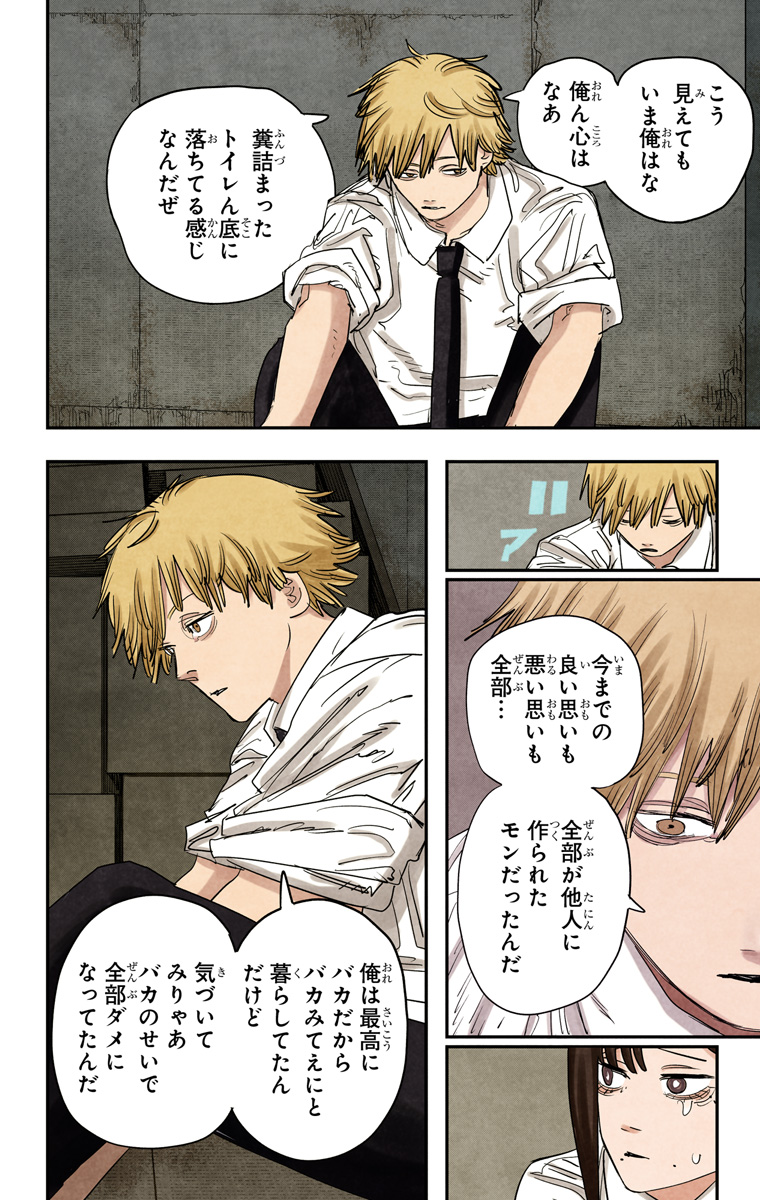 こう
見えても
いま俺はな
俺ん心は
なあ
糞詰まった
トイレん底に
落ちてる感じ
なんだぜ
今までの
良い思いも
悪い思いも
全部…
全部が他人に
作られた
モンだったんだ
俺は最高に
バカだから
バカみてえにと
暮らしてたん
だけど
気づいて
みりゃあ
バカのせいで
全部ダメに
なってたんだ